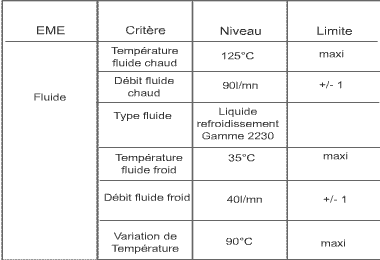 EME Critère Niveau Limite
Fluide
Température
fluide chaud
125°C maxi
Débit fluide
chaud
90l/mn +/- 1
Type fluide
Liquide
refroidissement
Gamme 2230
Température
fluide froid
35°C maxi
Débit fluide froid 40l/mn +/- 1
Variation de
Température
90°C maxi